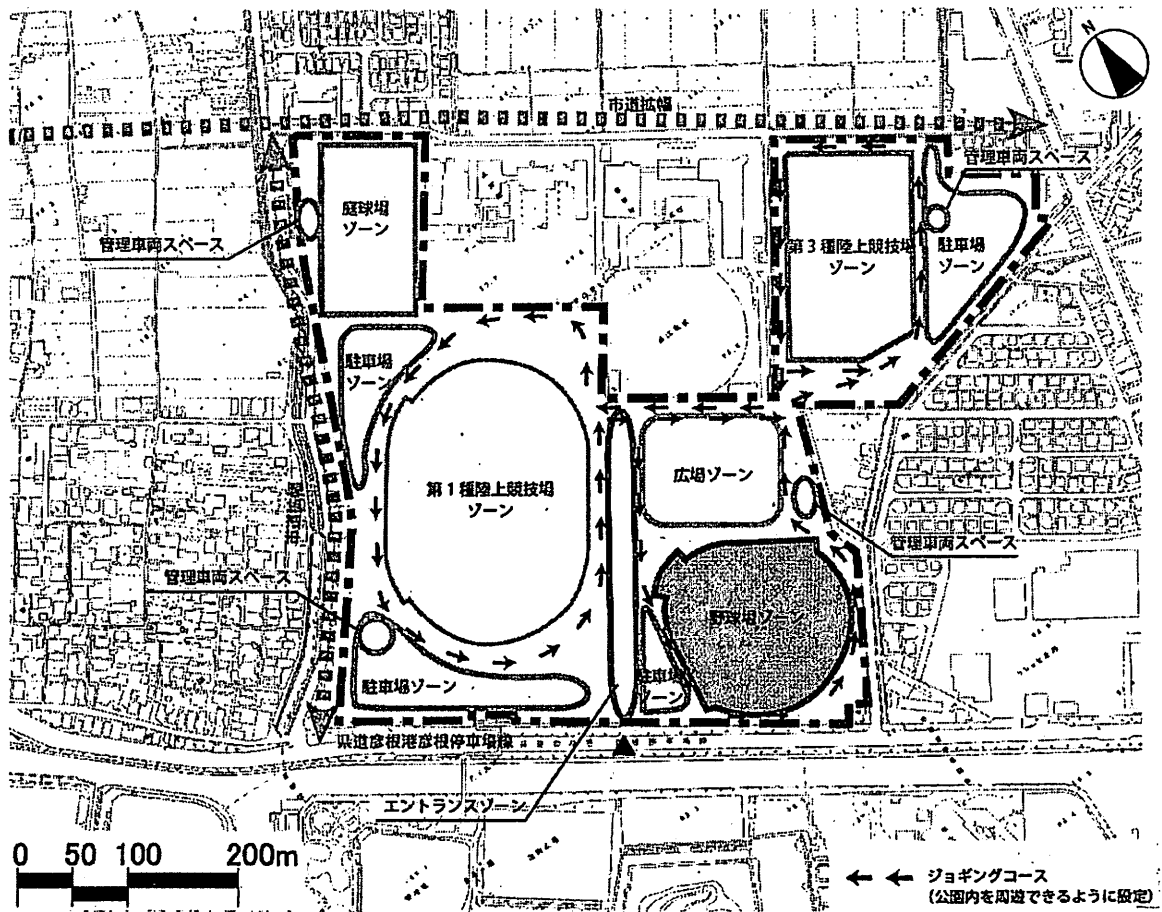 N
市道拡幅
管理車両スペース
庭球場
ゾーン
管理車両スペース
第3種陸上競技場
ゾーン
駐車場
ゾーン
駐車場
ゾーン
広場ゾーン
第1種陸上競技場
ゾーン
市道拡幅
管理車両スペース
管理車両スペース
野球場ゾーン
駐車場ゾーン
駐車場
ゾーン
県道彦根港彦根停車場線
エントランスゾーン
0 50 100 200m
ジョギングコース
(公園内を周遊できるように設定)